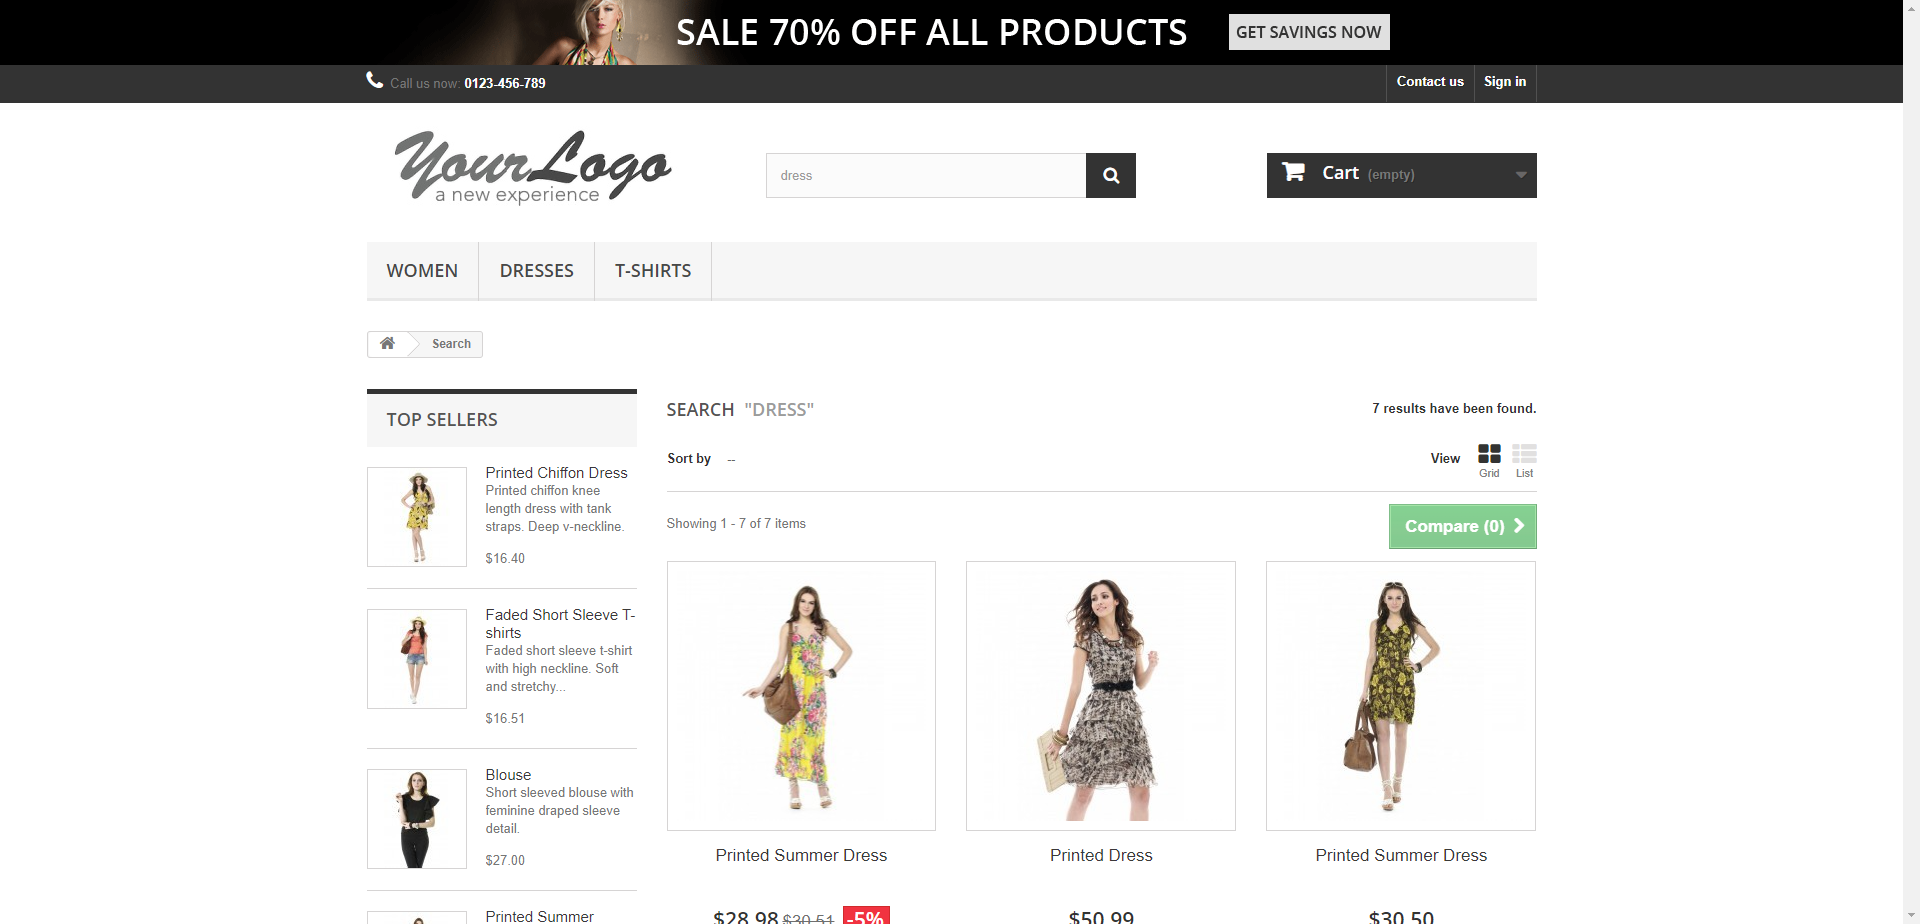 SALE 70% OFF ALL PRODUCTS
GET SAVINGS NOW
Call us now: 0123-456-789
Contact us
Sign in
YourLogo
a new experience
dress
Cart (empty)
WOMEN
DRESSES
T-SHIRTS
Search
TOP SELLERS
Printed Chiffon Dress
Printed chiffon knee
length dress with tank
straps. Deep v-neckline.
$16.40
Faded Short Sleeve T-
shirts
Faded short sleeve t-shirt
with high neckline. Soft
and stretchy...
$16.51
Blouse
Short sleeved blouse with
feminine draped sleeve
detail.
$27.00
Printed Summer
SEARCH "DRESS"
7 results have been found.
Sort by --
View
Grid
List
Showing 1 - 7 of 7 items
Compare (0)
Printed Summer Dress
$28.98 $30.51 -5%
Printed Dress
$50.99
Printed Summer Dress
$30.50